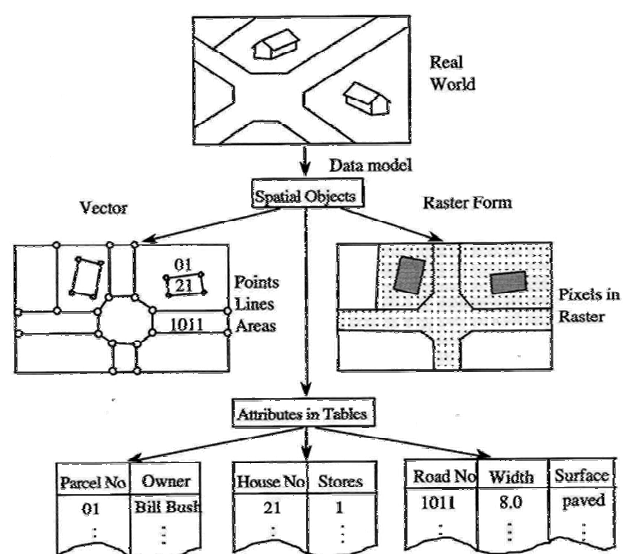 Real
World
Data model
Spatial Objects
Vector
Raster Form
01
21
1011
Points
Lines
Areas
Pixels in
Raster
Attributes in Tables
Parcel No Owner
01 Bill Bush
House No Stores
21 1
Road No Width Surface
1011 8.0 paved